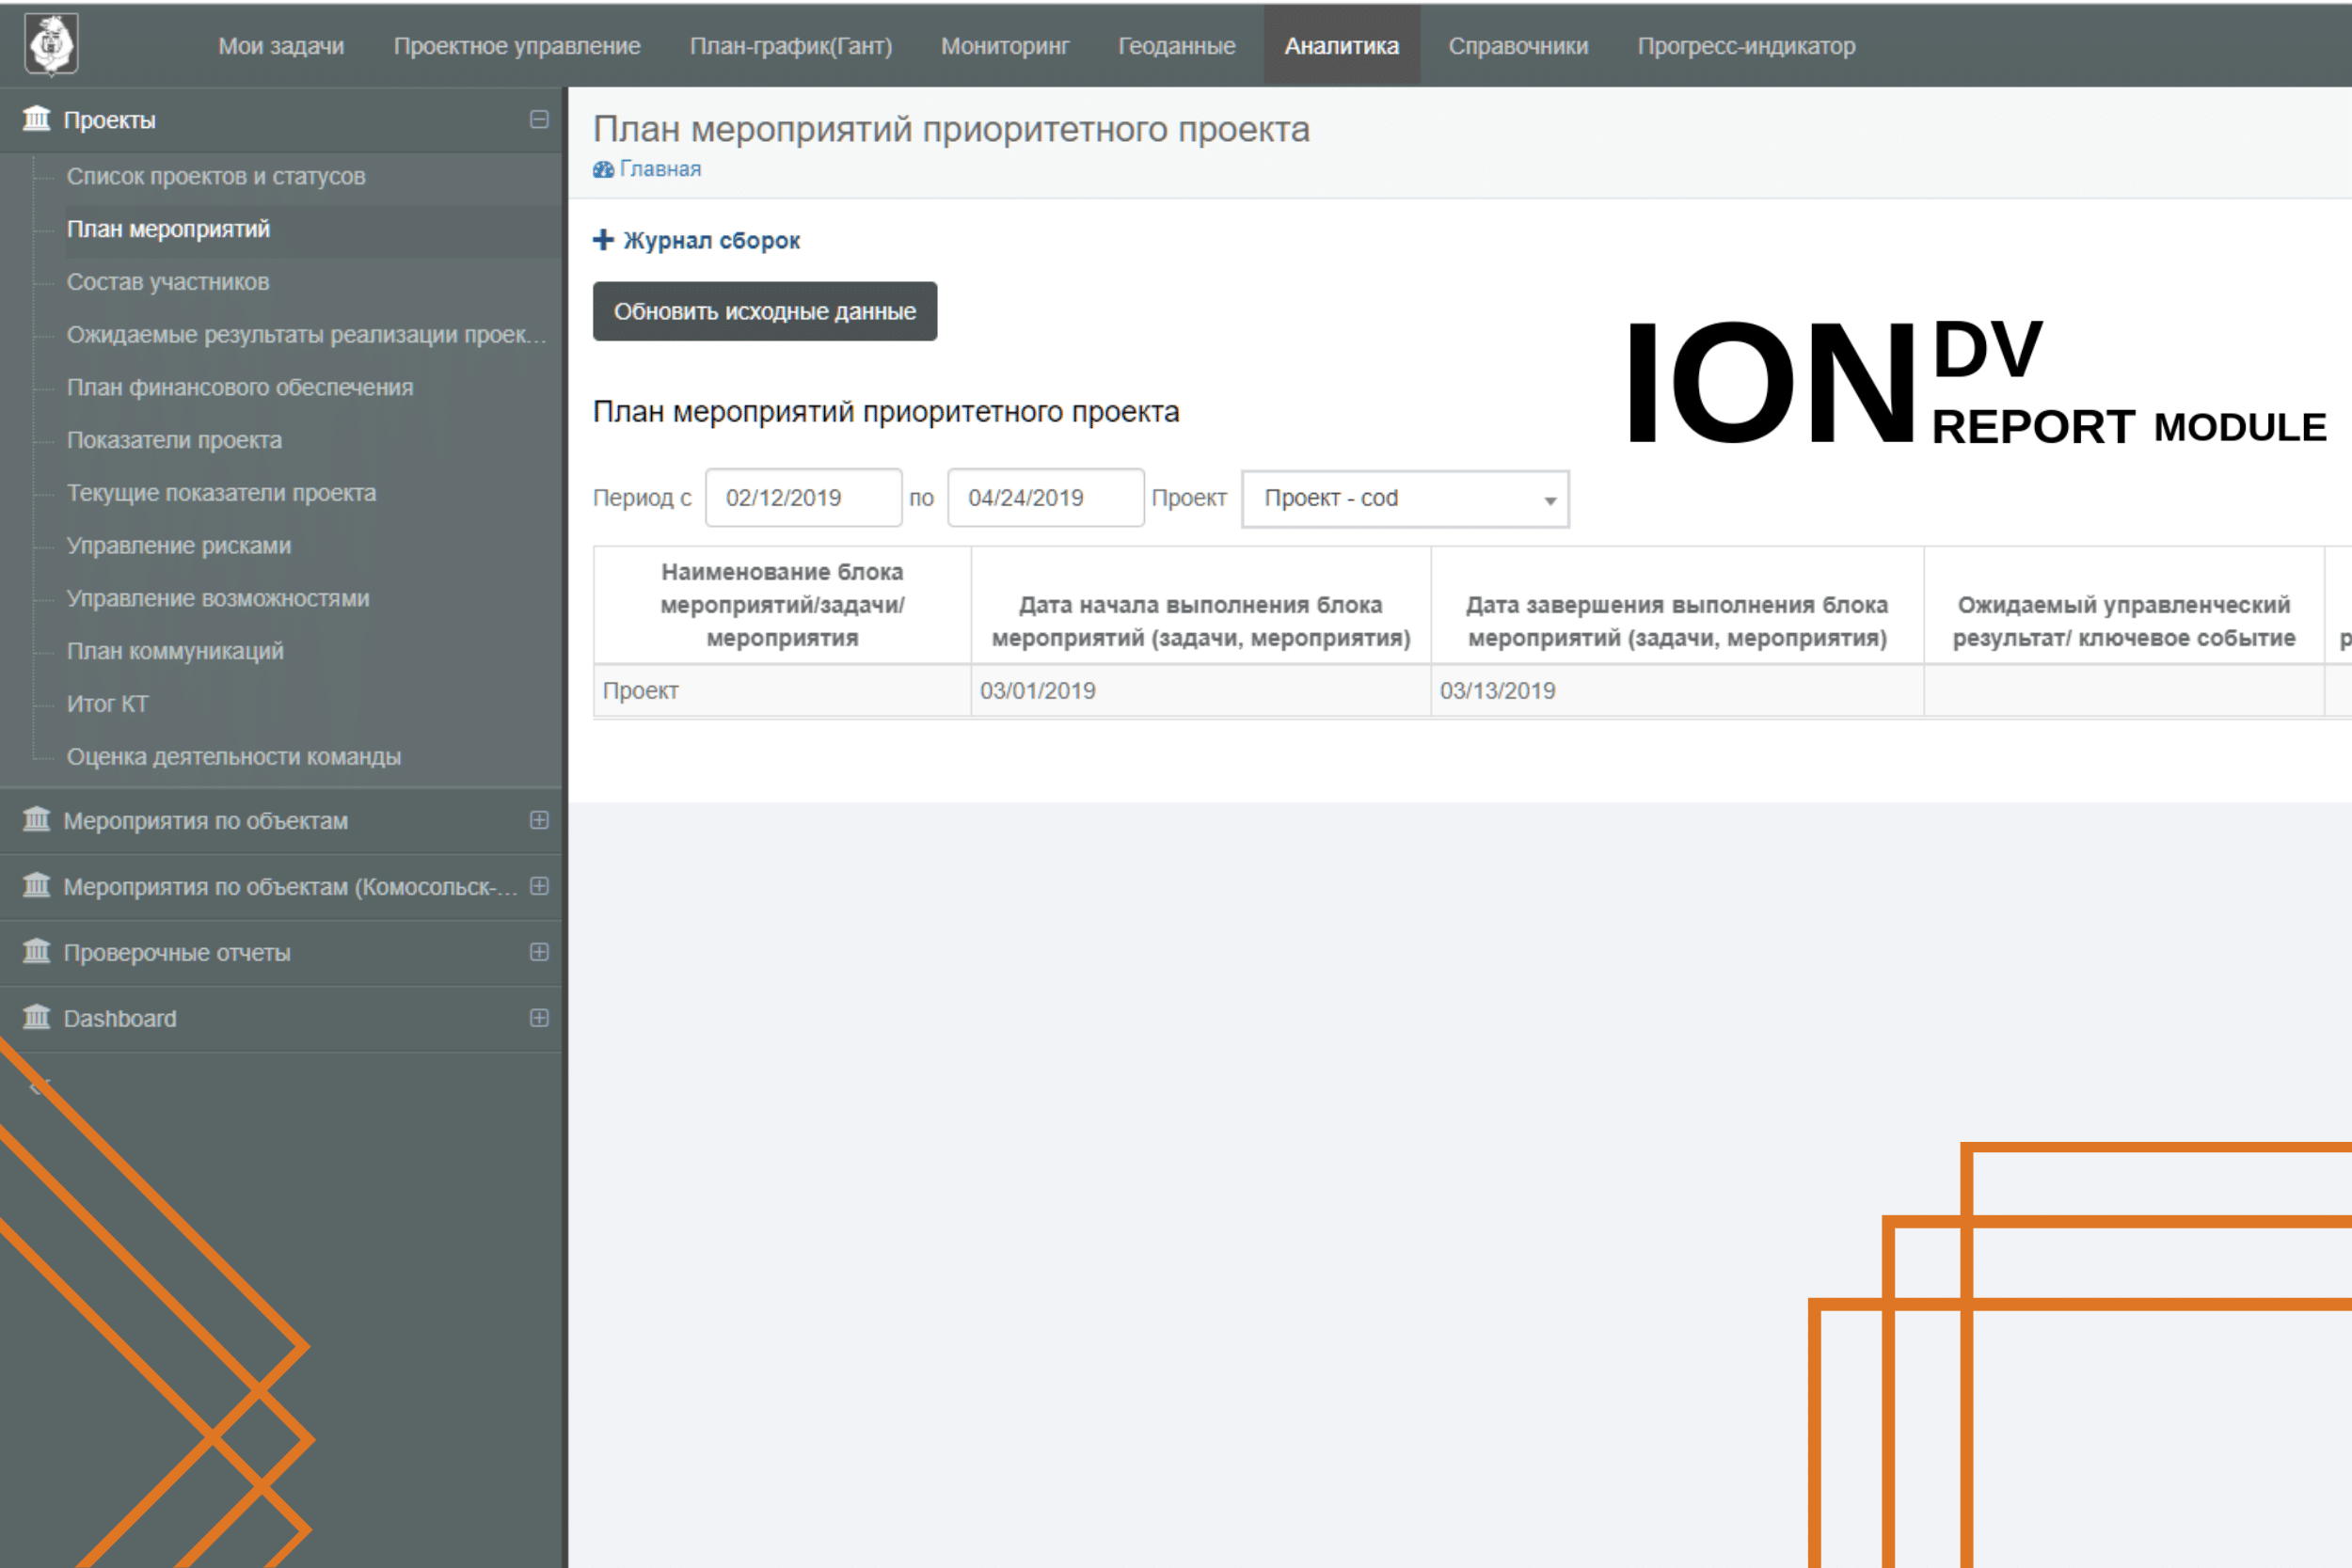 Мои задачи Проектное управление План-график(Гант) Мониторинг Геоданные Аналитика Справочники Прогресс-индикатор
Проекты
Список проектов и статусов
План мероприятий
Состав участников
Ожидаемые результаты реализации проек...
План финансового обеспечения
Показатели проекта
Текущие показатели проекта
Управление рисками
Управление возможностями
План коммуникаций
Итог КТ
Оценка деятельности команды
Мероприятия по объектам
Мероприятия по объектам (Комосольск-...
Проверочные отчеты
Dashboard
План мероприятий приоритетного проекта
Главная
Журнал сборок
Обновить исходные данные
ION DV
REPORT MODULE
План мероприятий приоритетного проекта
Период с 02/12/2019 по 04/24/2019 Проект Проект - cod
Наименование блока
мероприятий/задачи/
мероприятия
Дата начала выполнения блока
мероприятий (задачи, мероприятия)
Дата завершения выполнения блока
мероприятий (задачи, мероприятия)
Ожидаемый управленческий
результат/ ключевое событие
Проект 03/01/2019 03/13/2019